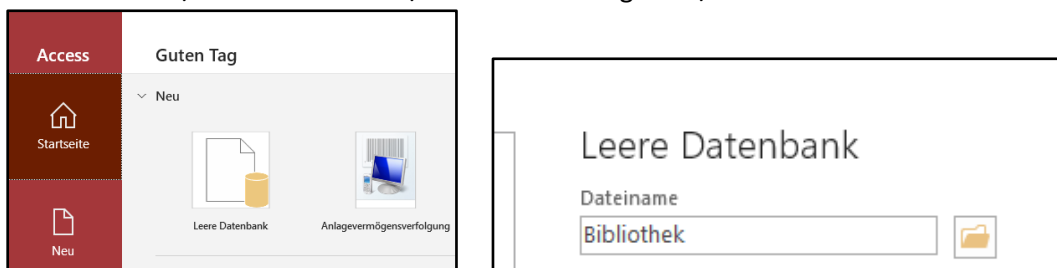 Access
Guten Tag
Neu
Startseite
Leere Datenbank
Anlagevermögensverfolgung
Neu
Leere Datenbank
Dateiname
Bibliothek